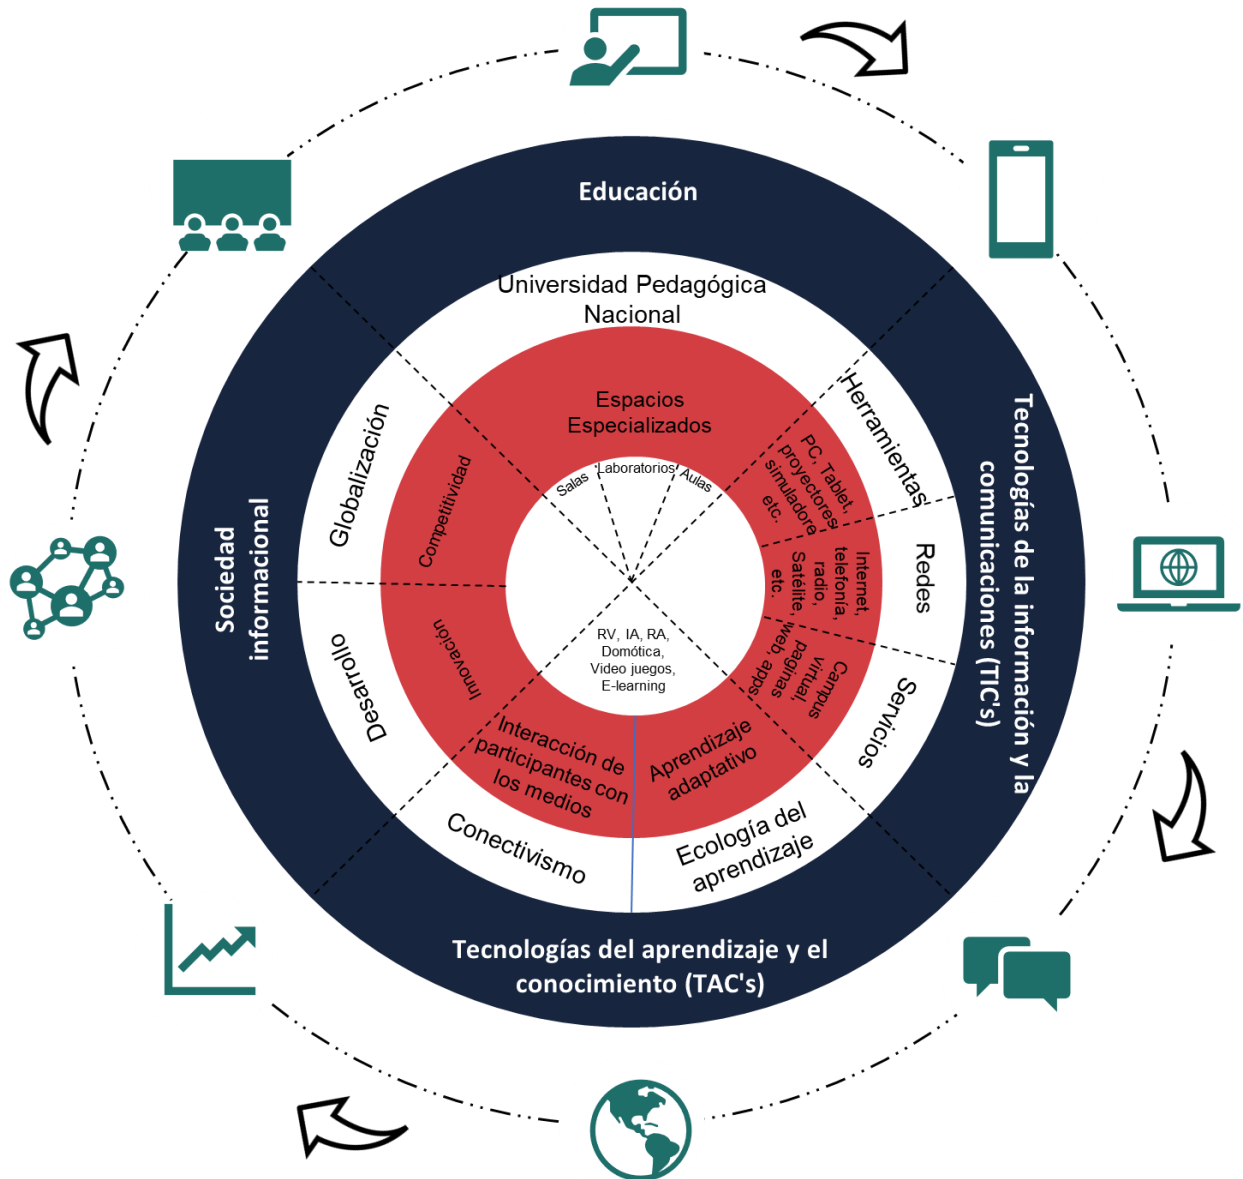 Educación
Universidad Pedagógica
Nacional
Espacios
Especializados
Salas
Laboratorios
Aulas
Herramientas
PC, Tablet,
proyectores
simuladore
etc.
Tecnologías de la información y la
comunicaciones (TIC's)
Redes
Internet,
telefonía,
radio,
Satélite,
etc.
Servicios
Campus
virtual,
paginas
web, apps
Globalización
Competitividad
Sociedad
informacional
Desarrollo
Innovación
RV, IA, RA,
Domótica,
Video juegos,
E-learning
Interacción de
participantes con
los medios
Aprendizaje
adaptativo
Conectivismo
Ecología del
aprendizaje
Tecnologías del aprendizaje y el
conocimiento (TAC's)